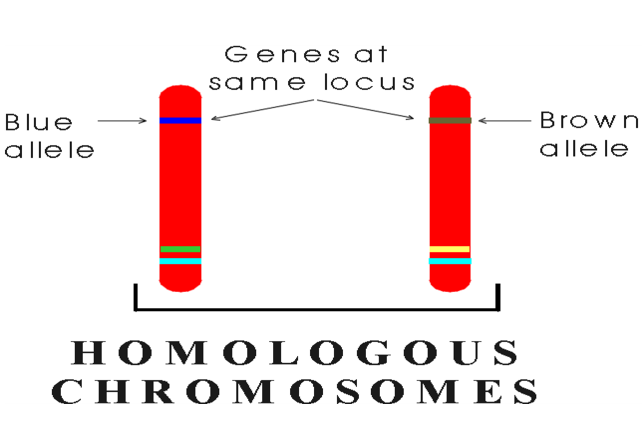 Genes at
same locus
Blue
allele
Brown
allele
HOMOLOGOUS
CHROMOSOMES